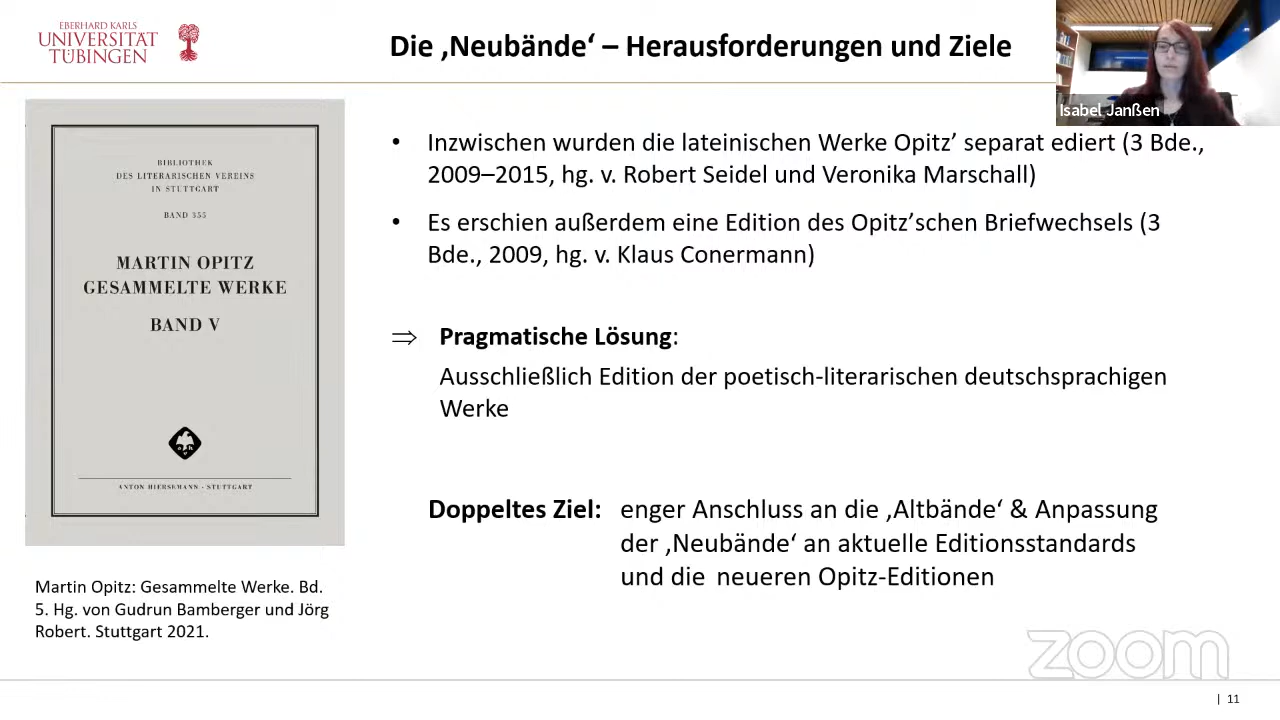 EBERHARD KARLS
UNIVERSITÄT
TÜBINGEN
Die ‚Neubände‘ – Herausforderungen und Ziele
Isabel Janßen
BIBLIOTHEK
DES LITERARISCHEN VEREINS
IN STUTTGART
BAND 355
MARTIN OPITZ
GESAMMELTE WERKE
BAND V
ANTON HIERSEMANN · STUTTGART
Martin Opitz: Gesammelte Werke. Bd.
5. Hg. von Gudrun Bamberger und Jörg
Robert. Stuttgart 2021.
• Inzwischen wurden die lateinischen Werke Opitz’ separat ediert (3 Bde.,
2009–2015, hg. v. Robert Seidel und Veronika Marschall)
• Es erschien außerdem eine Edition des Opitz’schen Briefwechsels (3
Bde., 2009, hg. v. Klaus Conermann)
⇒ Pragmatische Lösung:
Ausschließlich Edition der poetisch-literarischen deutschsprachigen
Werke
Doppeltes Ziel: enger Anschluss an die ‚Altbände‘ & Anpassung
der ‚Neubände‘ an aktuelle Editionsstandards
und die neueren Opitz-Editionen
zoom
| 11